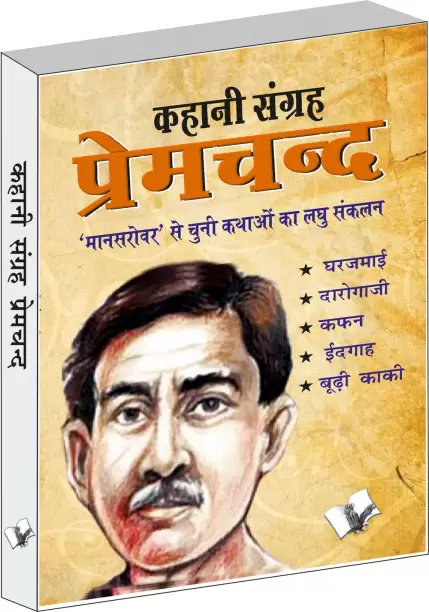 कहानी संग्रह
प्रेमचन्द
‘मानसरोवर’ से चुनी कथाओं का लघु संकलन
★ घरजमाई
★ दारोगाजी
★ कफन
★ ईदगाह
★ बूढ़ी काकी
कहानी संग्रह प्रेमचन्द